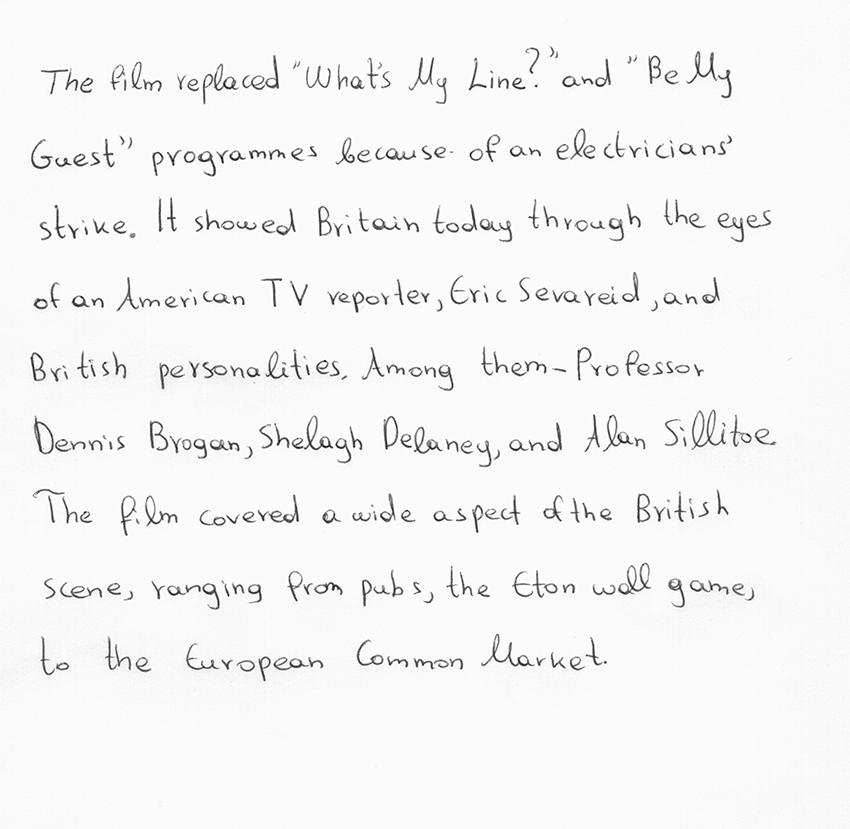 The film replaced "What's My Line?" and "Be My
Guest" programmes because of an electricians'
strike. It showed Britain today through the eyes
of an American TV reporter, Eric Sevareid, and
British personalities. Among them - Professor
Dennis Brogan, Shelagh Delaney, and Alan Sillitoe
The film covered a wide aspect of the British
scene, ranging from pubs, the Eton wall game,
to the European Common Market.